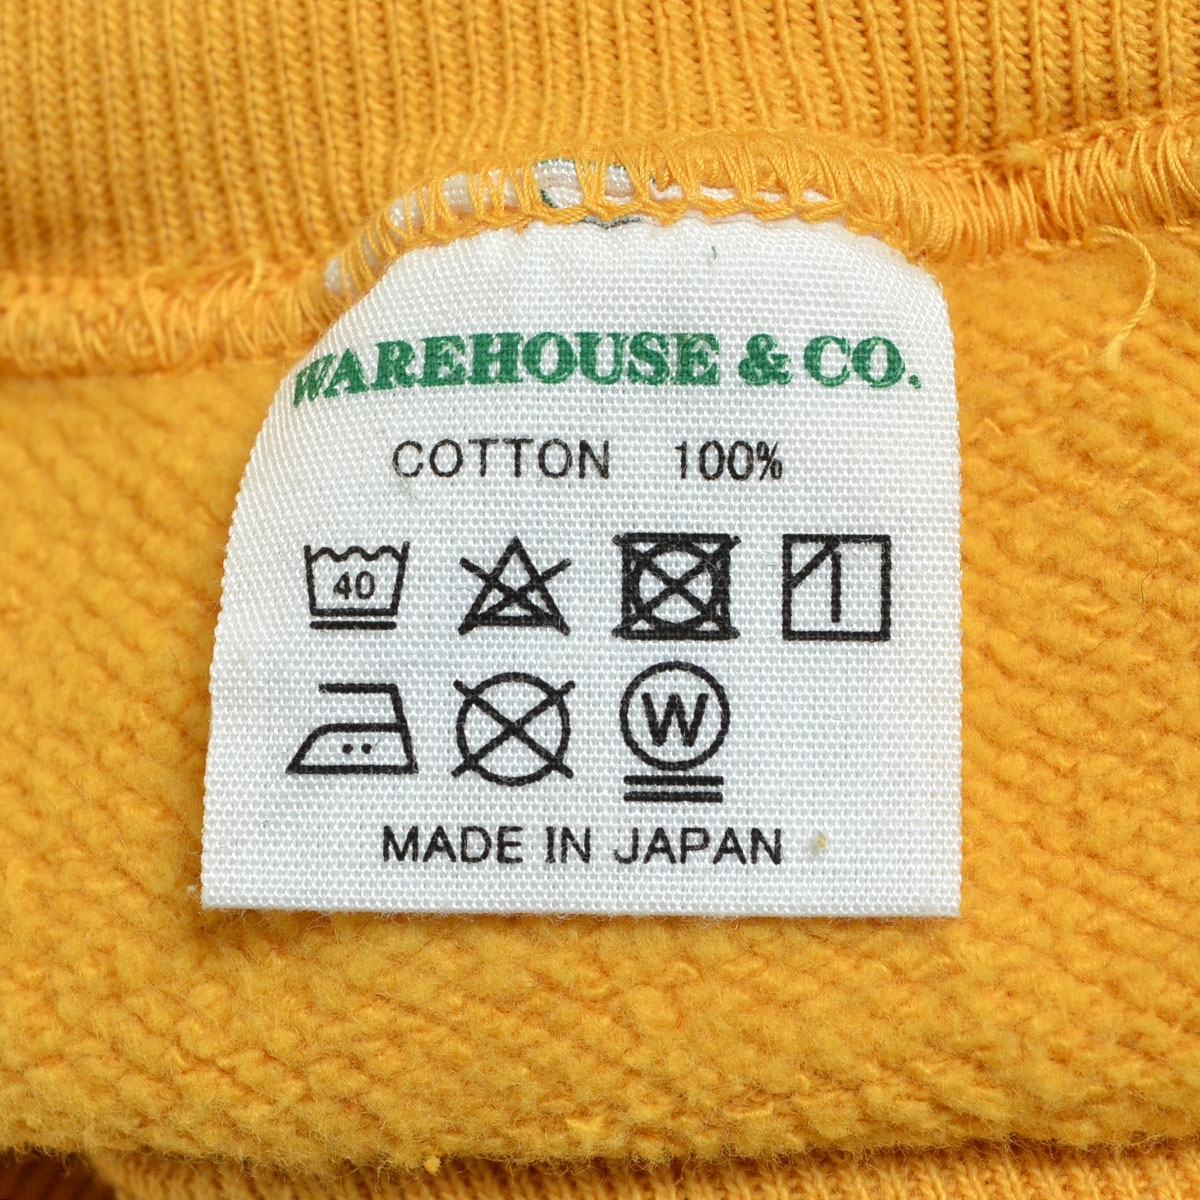 WAREHOUSE & CO.
COTTON 100%
40
W
MADE IN JAPAN